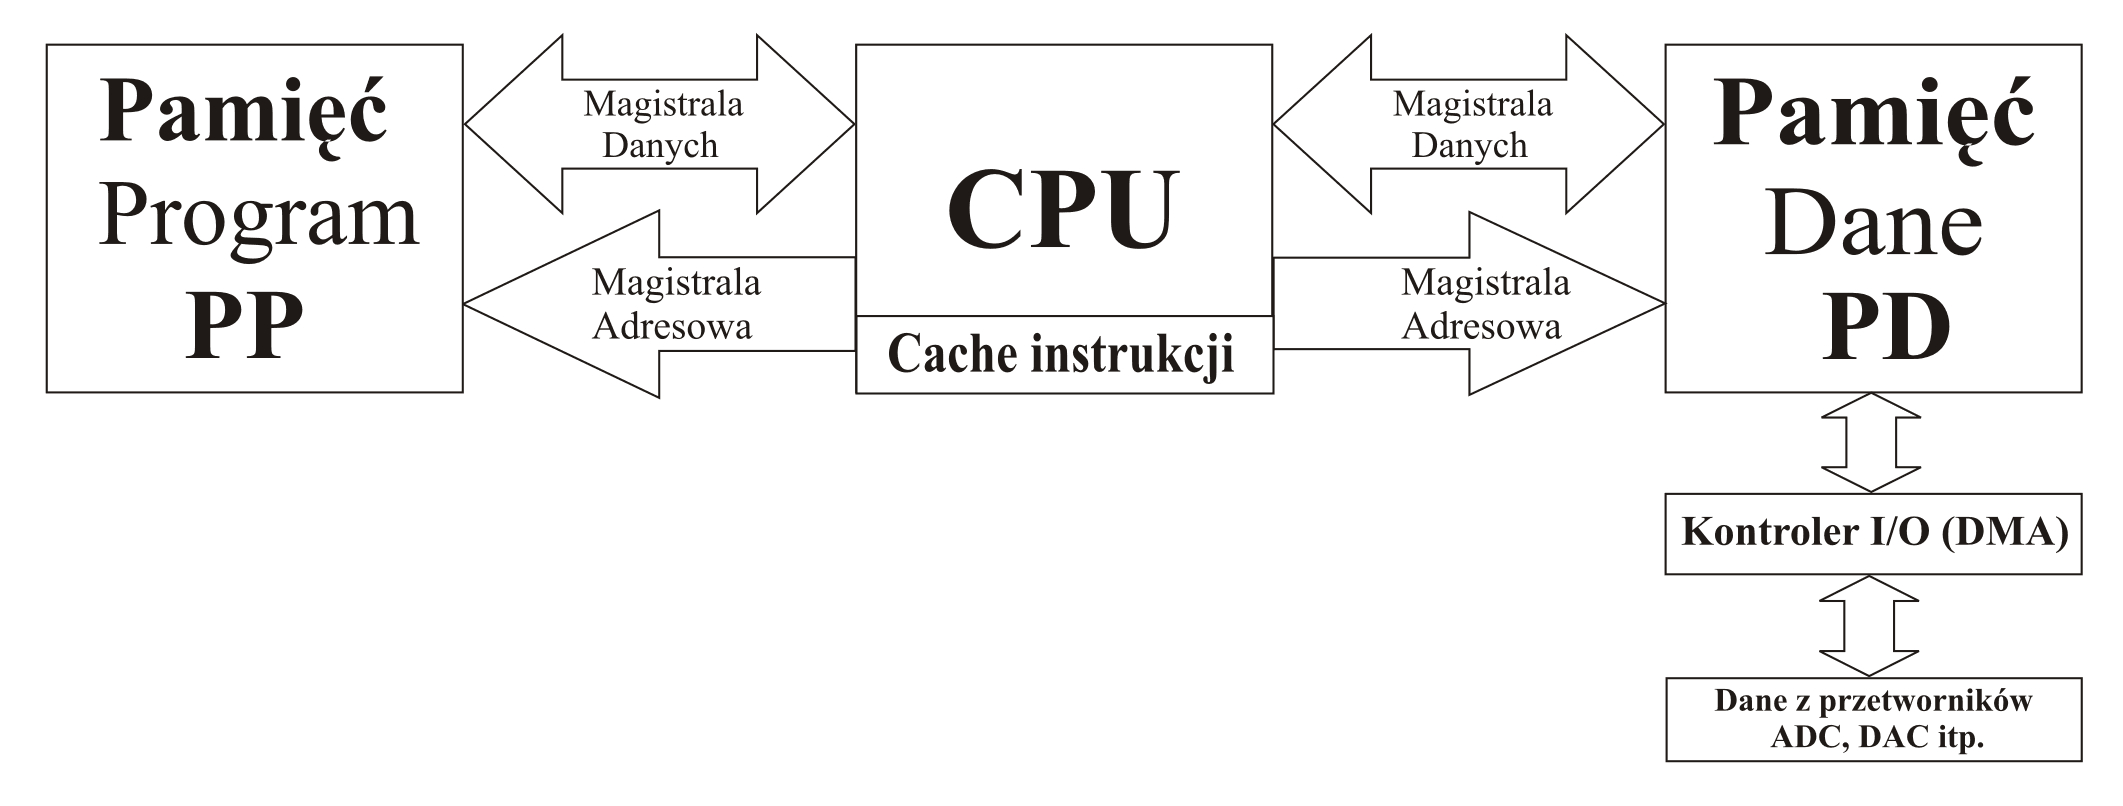 Pamięć
Program
PP
Magistrala
Danych
Magistrala
Adresowa
CPU
Cache instrukcji
Magistrala
Danych
Magistrala
Adresowa
Pamięć
Dane
PD
Kontroler I/O (DMA)
Dane z przetworników
ADC, DAC itp.